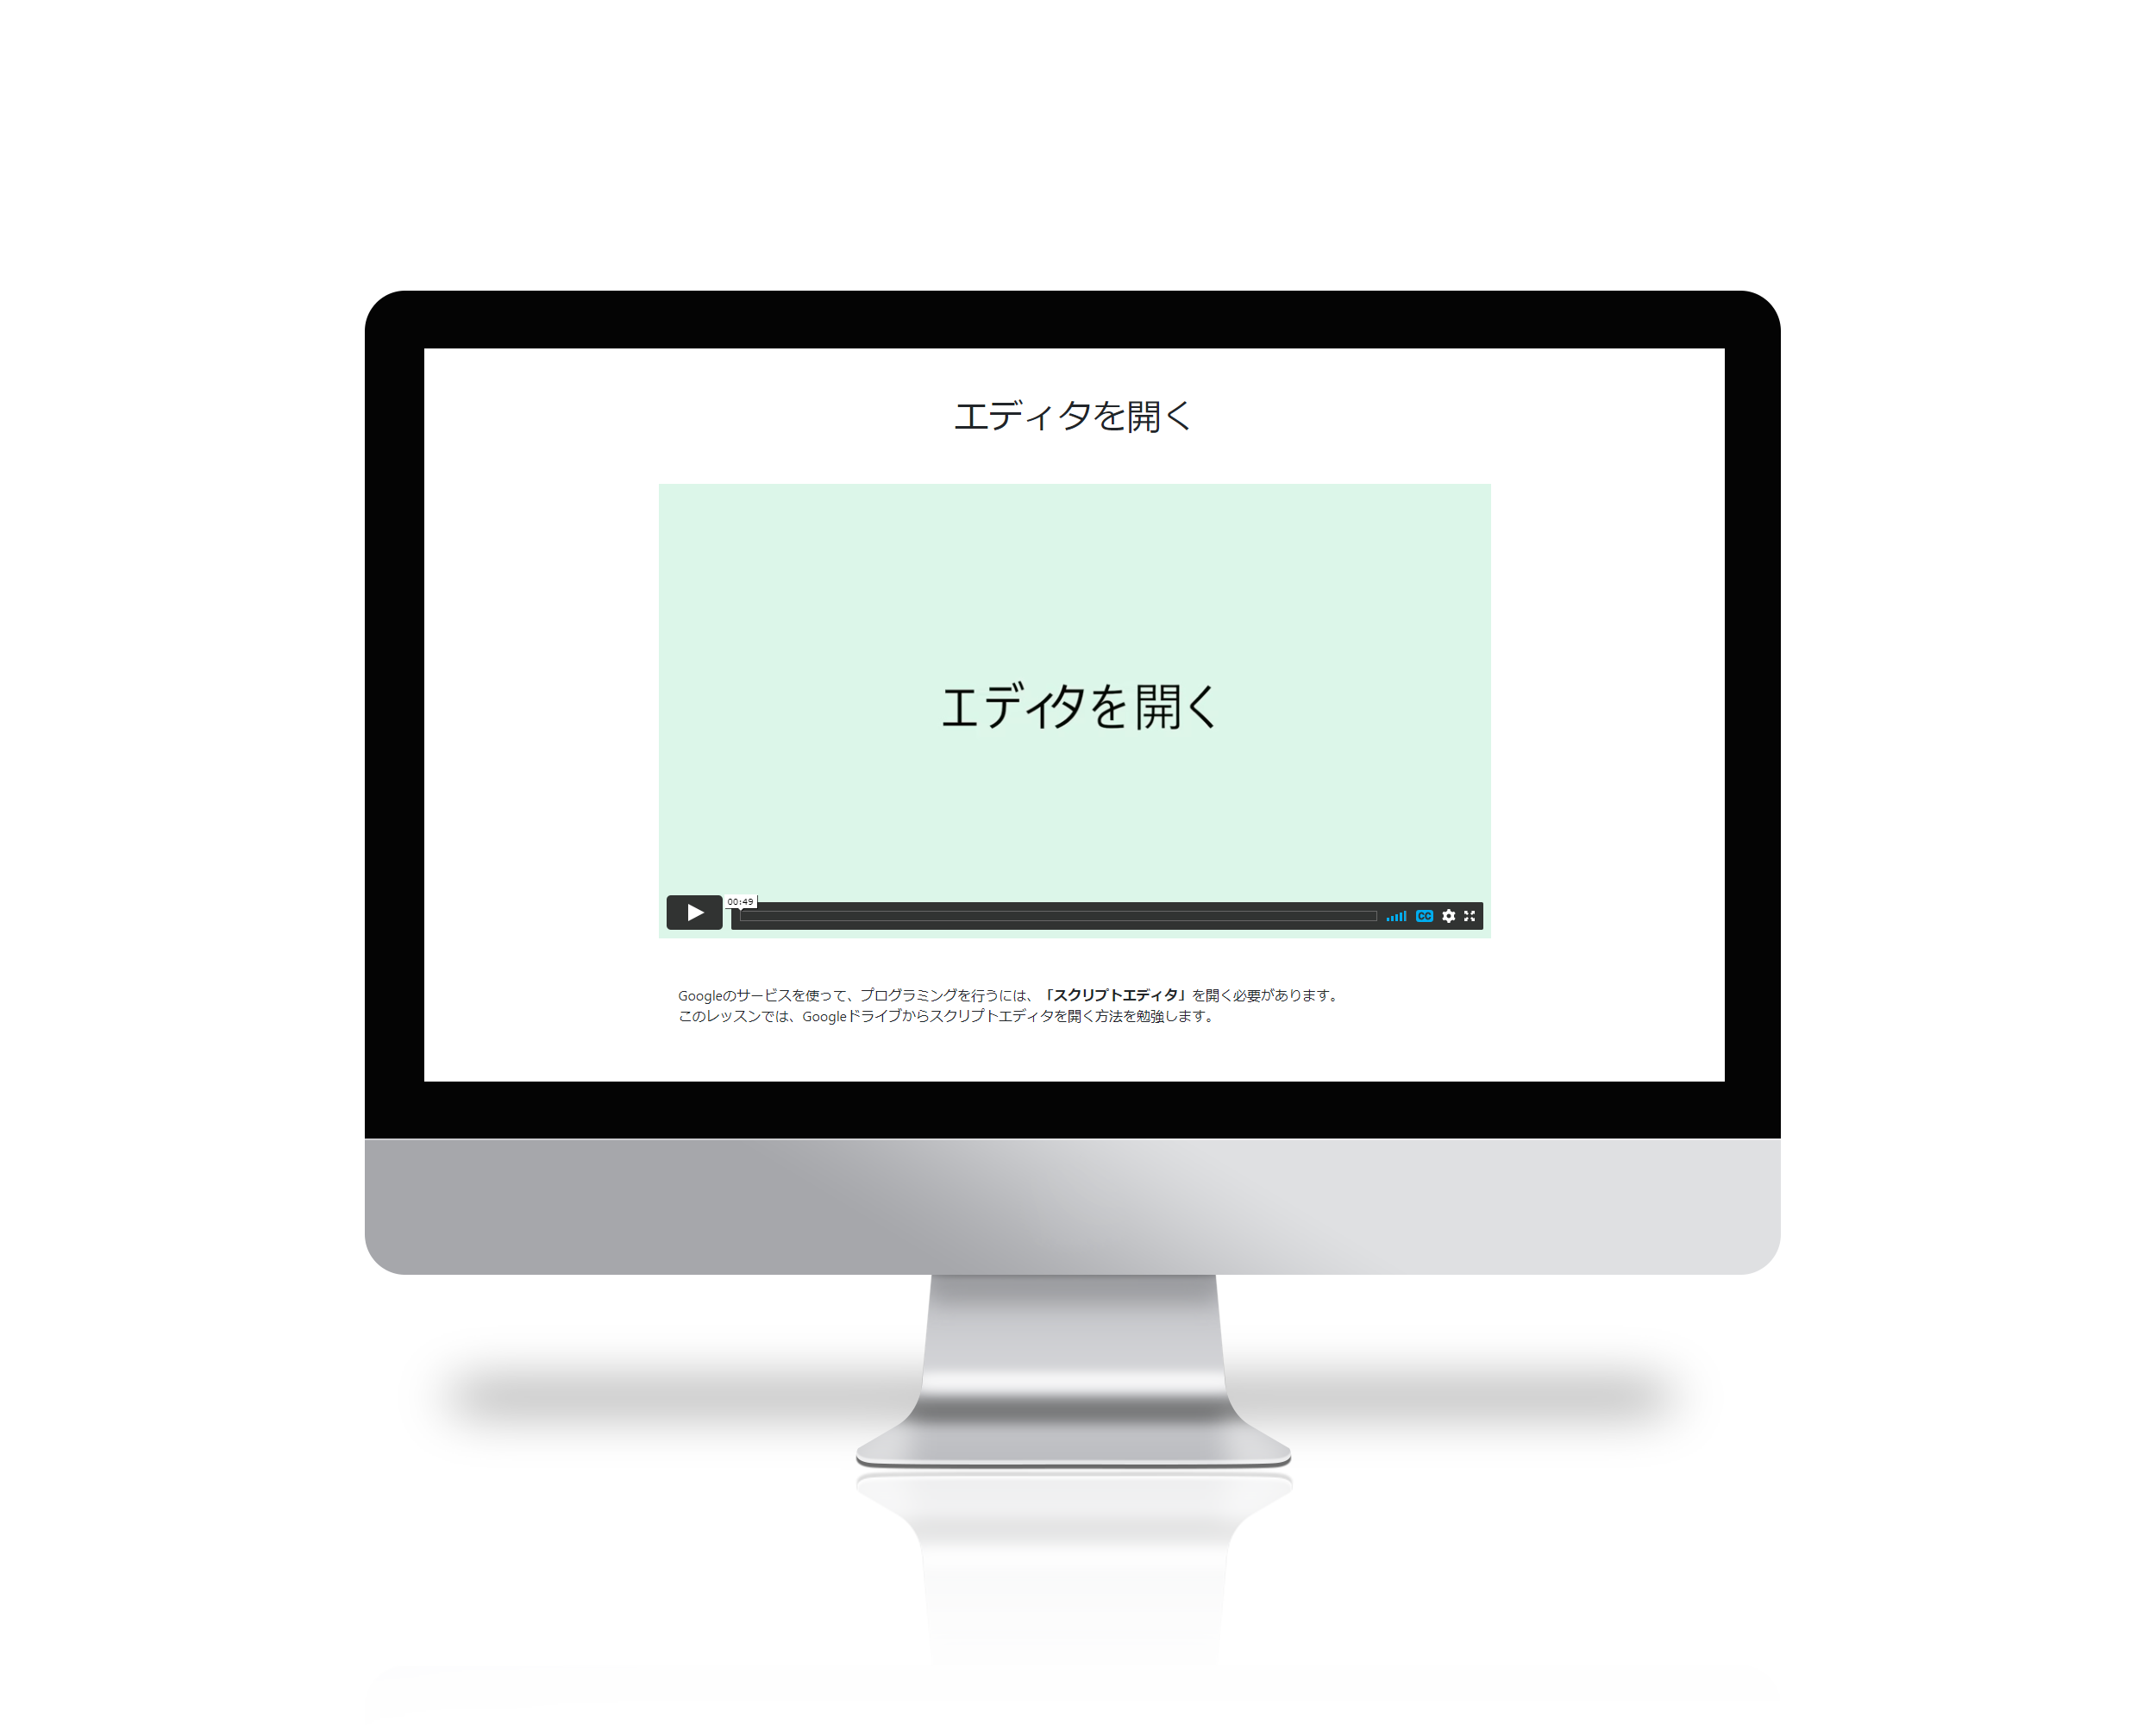 エディタを開く
エディタを開く
00:49
CC
Googleのサービスを使って、プログラミングを行うには、「スクリプトエディタ」を開く必要があります。
このレッスンでは、Googleドライブからスクリプトエディタを開く方法を勉強します。